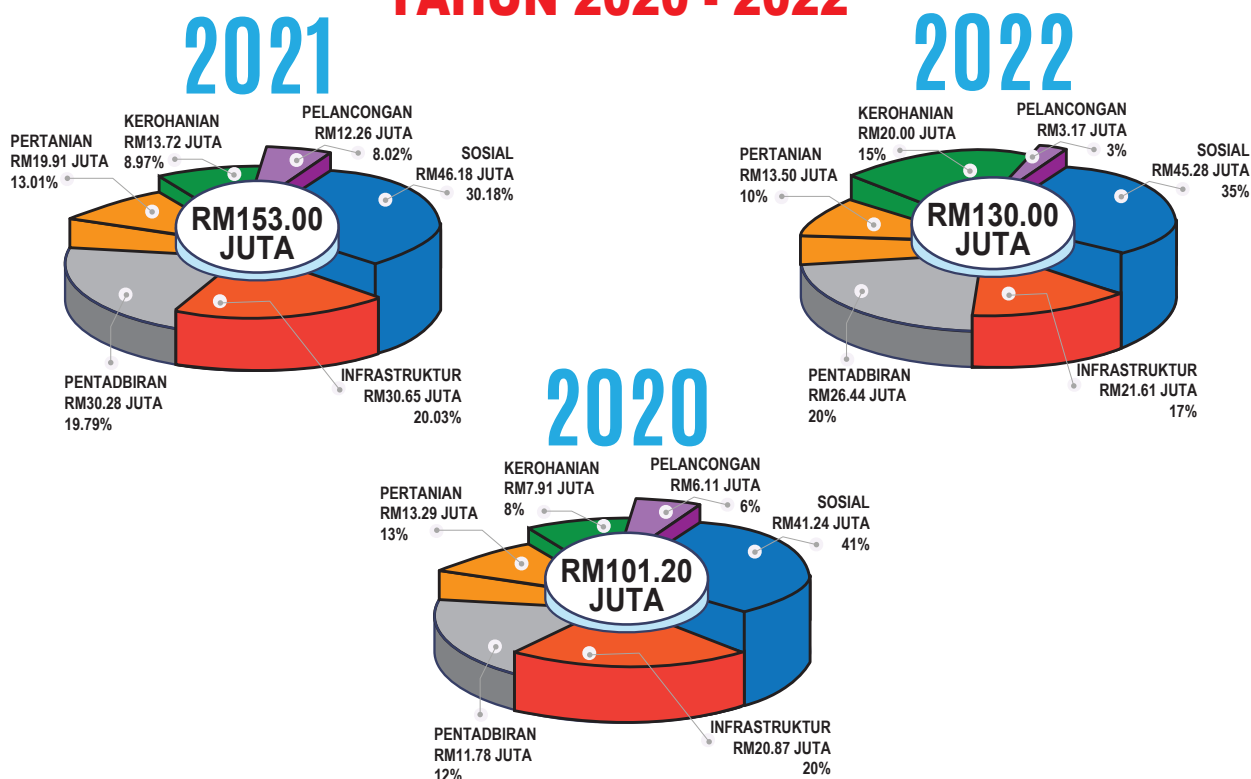 TAHUN 2020 - 2022
2021
KEROHANIAN
RM13.72 JUTA
8.97%
PELANCONGAN
RM12.26 JUTA
8.02%
PERTANIAN
RM19.91 JUTA
13.01%
SOSIAL
RM46.18 JUTA
30.18%
RM153.00
JUTA
PENTADBIRAN
RM30.28 JUTA
19.79%
INFRASTRUKTUR
RM30.65 JUTA
20.03%
2022
KEROHANIAN
RM20.00 JUTA
15%
PELANCONGAN
RM3.17 JUTA
3%
PERTANIAN
RM13.50 JUTA
10%
SOSIAL
RM45.28 JUTA
35%
RM130.00
JUTA
PENTADBIRAN
RM26.44 JUTA
20%
INFRASTRUKTUR
RM21.61 JUTA
17%
2020
KEROHANIAN
RM7.91 JUTA
8%
PELANCONGAN
RM6.11 JUTA
6%
PERTANIAN
RM13.29 JUTA
13%
SOSIAL
RM41.24 JUTA
41%
RM101.20
JUTA
PENTADBIRAN
RM11.78 JUTA
12%
INFRASTRUKTUR
RM20.87 JUTA
20%